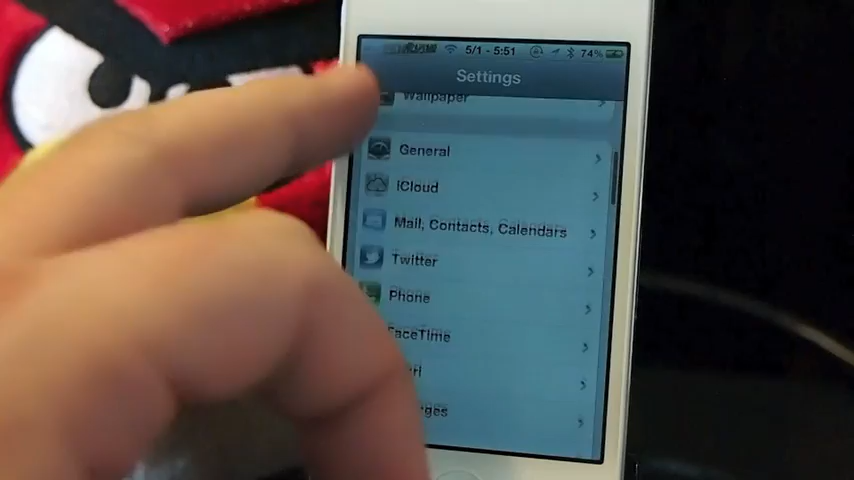 5/1 - 5:51 74%
Settings
Wallpaper
General
iCloud
Mail, Contacts, Calendars
Twitter
Phone
FaceTime